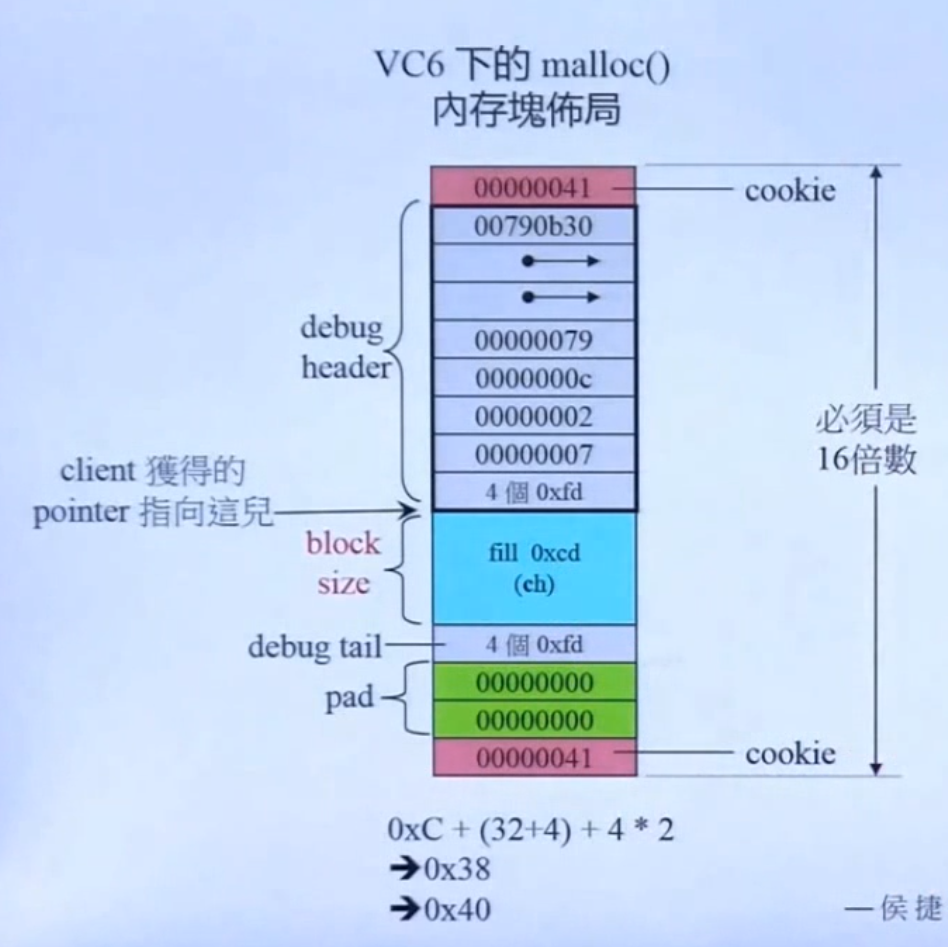 VC6 下的 malloc()
內存塊佈局
00000041
cookie
00790b30
debug
header
00000079
0000000c
00000002
00000007
4 個 0xfd
必須是
16倍數
client 獲得的
pointer 指向這兒
block
size
fill 0xcd
(ch)
debug tail
4 個 0xfd
pad
00000000
00000000
00000041
cookie
0xC + (32+4) + 4 * 2
➔0x38
➔0x40
—侯捷